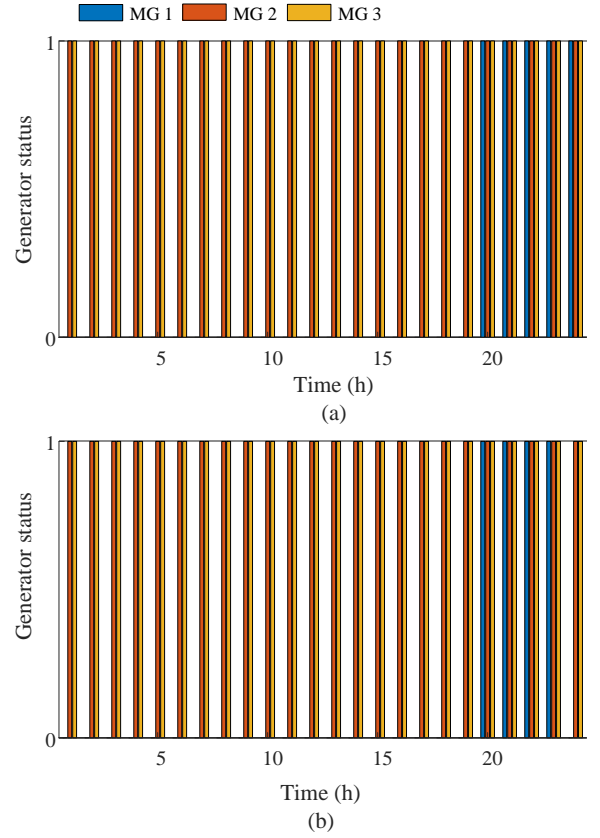 MG 1 MG 2 MG 3
1
Generator status
0
5 10 15 20
Time (h)
(a)
1
Generator status
0
5 10 15 20
Time (h)
(b)